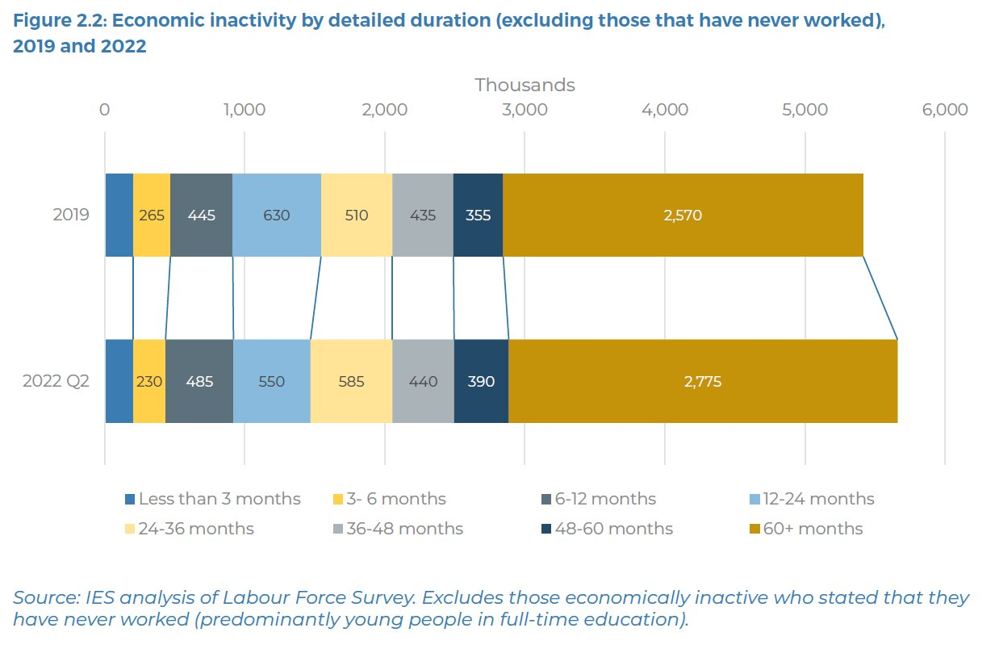 Figure 2.2: Economic inactivity by detailed duration (excluding those that have never worked),
2019 and 2022
Thousands
0 1,000 2,000 3,000 4,000 5,000 6,000
2019 265 445 630 510 435 355 2,570
2022 Q2 230 485 550 585 440 390 2,775
Less than 3 months 3- 6 months 6-12 months 12-24 months
24-36 months 36-48 months 48-60 months 60+ months
Source: IES analysis of Labour Force Survey. Excludes those economically inactive who stated that they
have never worked (predominantly young people in full-time education).